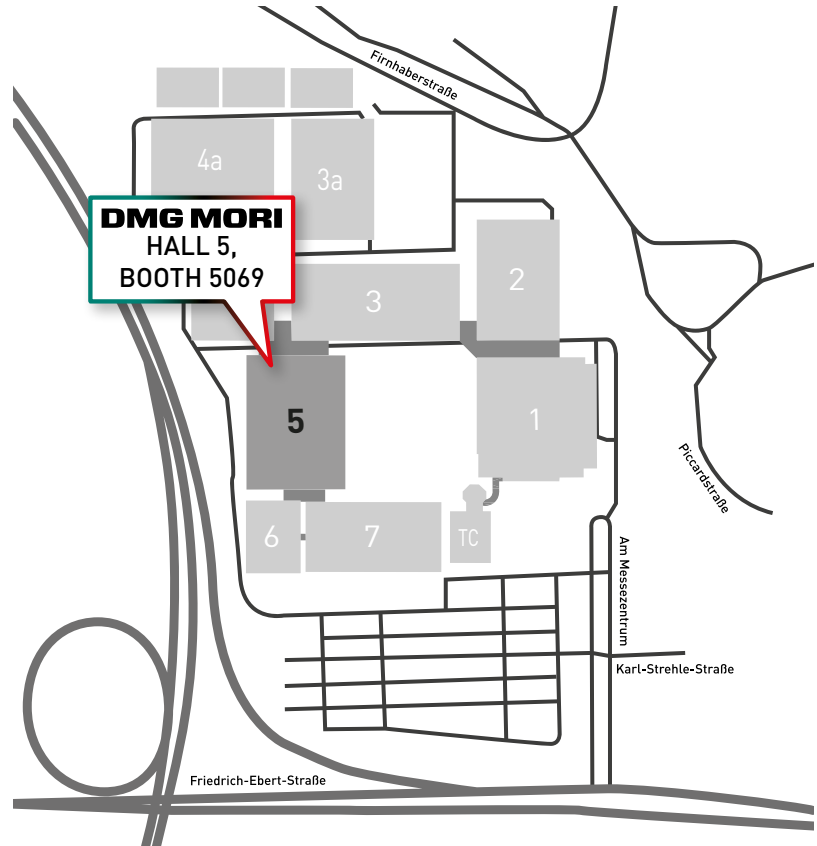 Firnhaberstraße
4a
3a
DMG MORI
HALL 5,
BOOTH 5069
2
3
5
1
Piccardstraße
6
7
TC
Am Messezentrum
Karl-Strehle-Straße
Friedrich-Ebert-Straße